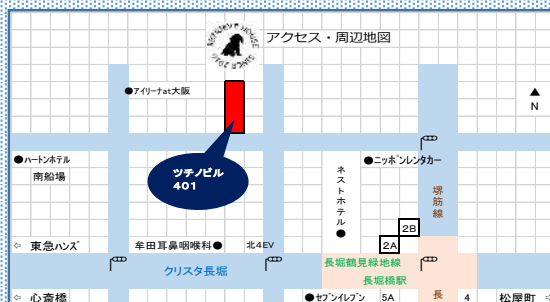 RETRIEVE HOUSE
SINCE 2010
アクセス・周辺地図
●アイリーナat大阪
N
●ハートンホテル
南船場
ツチノビル
401
●ニッポンレンタカー
ネストホテル●
堺筋線
2B
2A
⇦ 東急ハンズ
牟田耳鼻咽喉科●
北4EV
⇨
長堀鶴見緑地線
クリスタ長堀
長堀橋駅
⇦ 心斎橋
●セブンイレブン
5A
長
4
松屋町
⇨